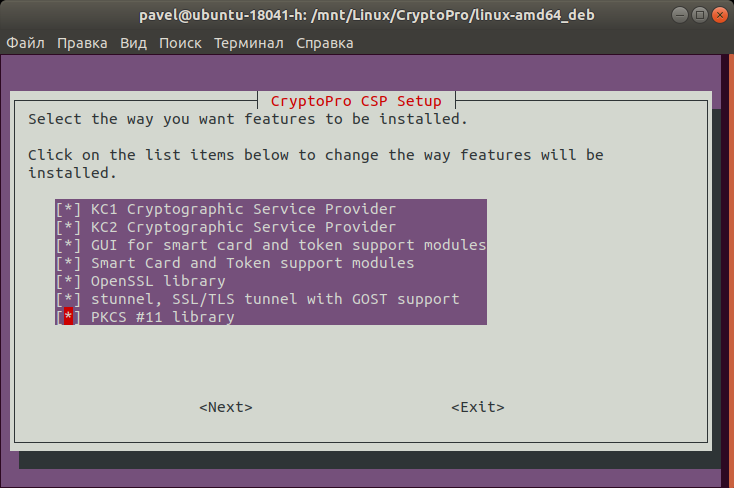 pavel@ubuntu-18041-h: /mnt/Linux/CryptoPro/linux-amd64_deb
Файл Правка Вид Поиск Терминал Справка
CryptoPro CSP Setup
Select the way you want features to be installed.
Click on the list items below to change the way features will be
installed.
[*] KC1 Cryptographic Service Provider
[*] KC2 Cryptographic Service Provider
[*] GUI for smart card and token support modules
[*] Smart Card and Token support modules
[*] OpenSSL library
[*] stunnel, SSL/TLS tunnel with GOST support
[*] PKCS #11 library
<Next> <Exit>